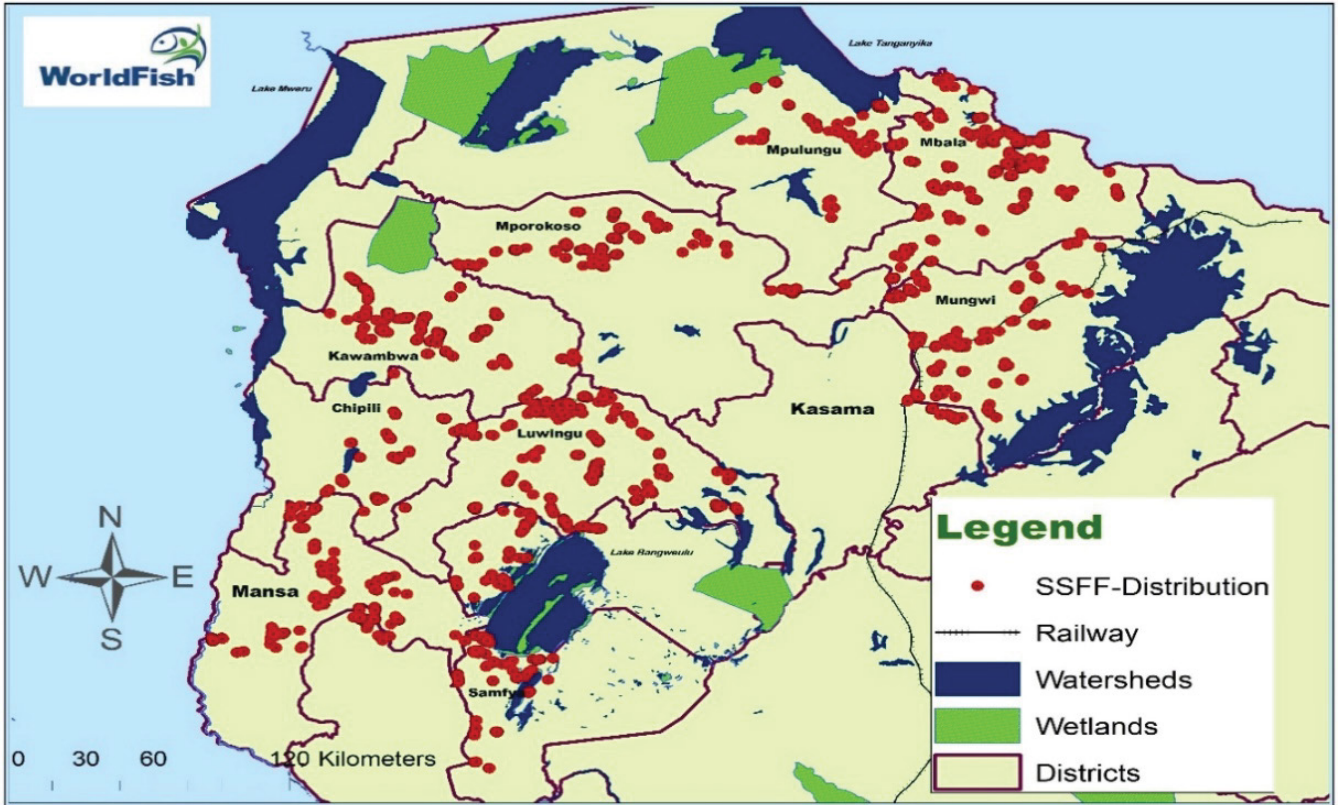 WorldFish
Lake Mweru
Lake Tanganyika
Mpulungu
Mbala
Mporokoso
Mungwi
Kawambwa
Chipili
Kasama
Luwingu
Lake Bangweulu
Mansa
Samfya
N
W
E
S
0 30 60 120 Kilometers
Legend
SSFF-Distribution
Railway
Watersheds
Wetlands
Districts